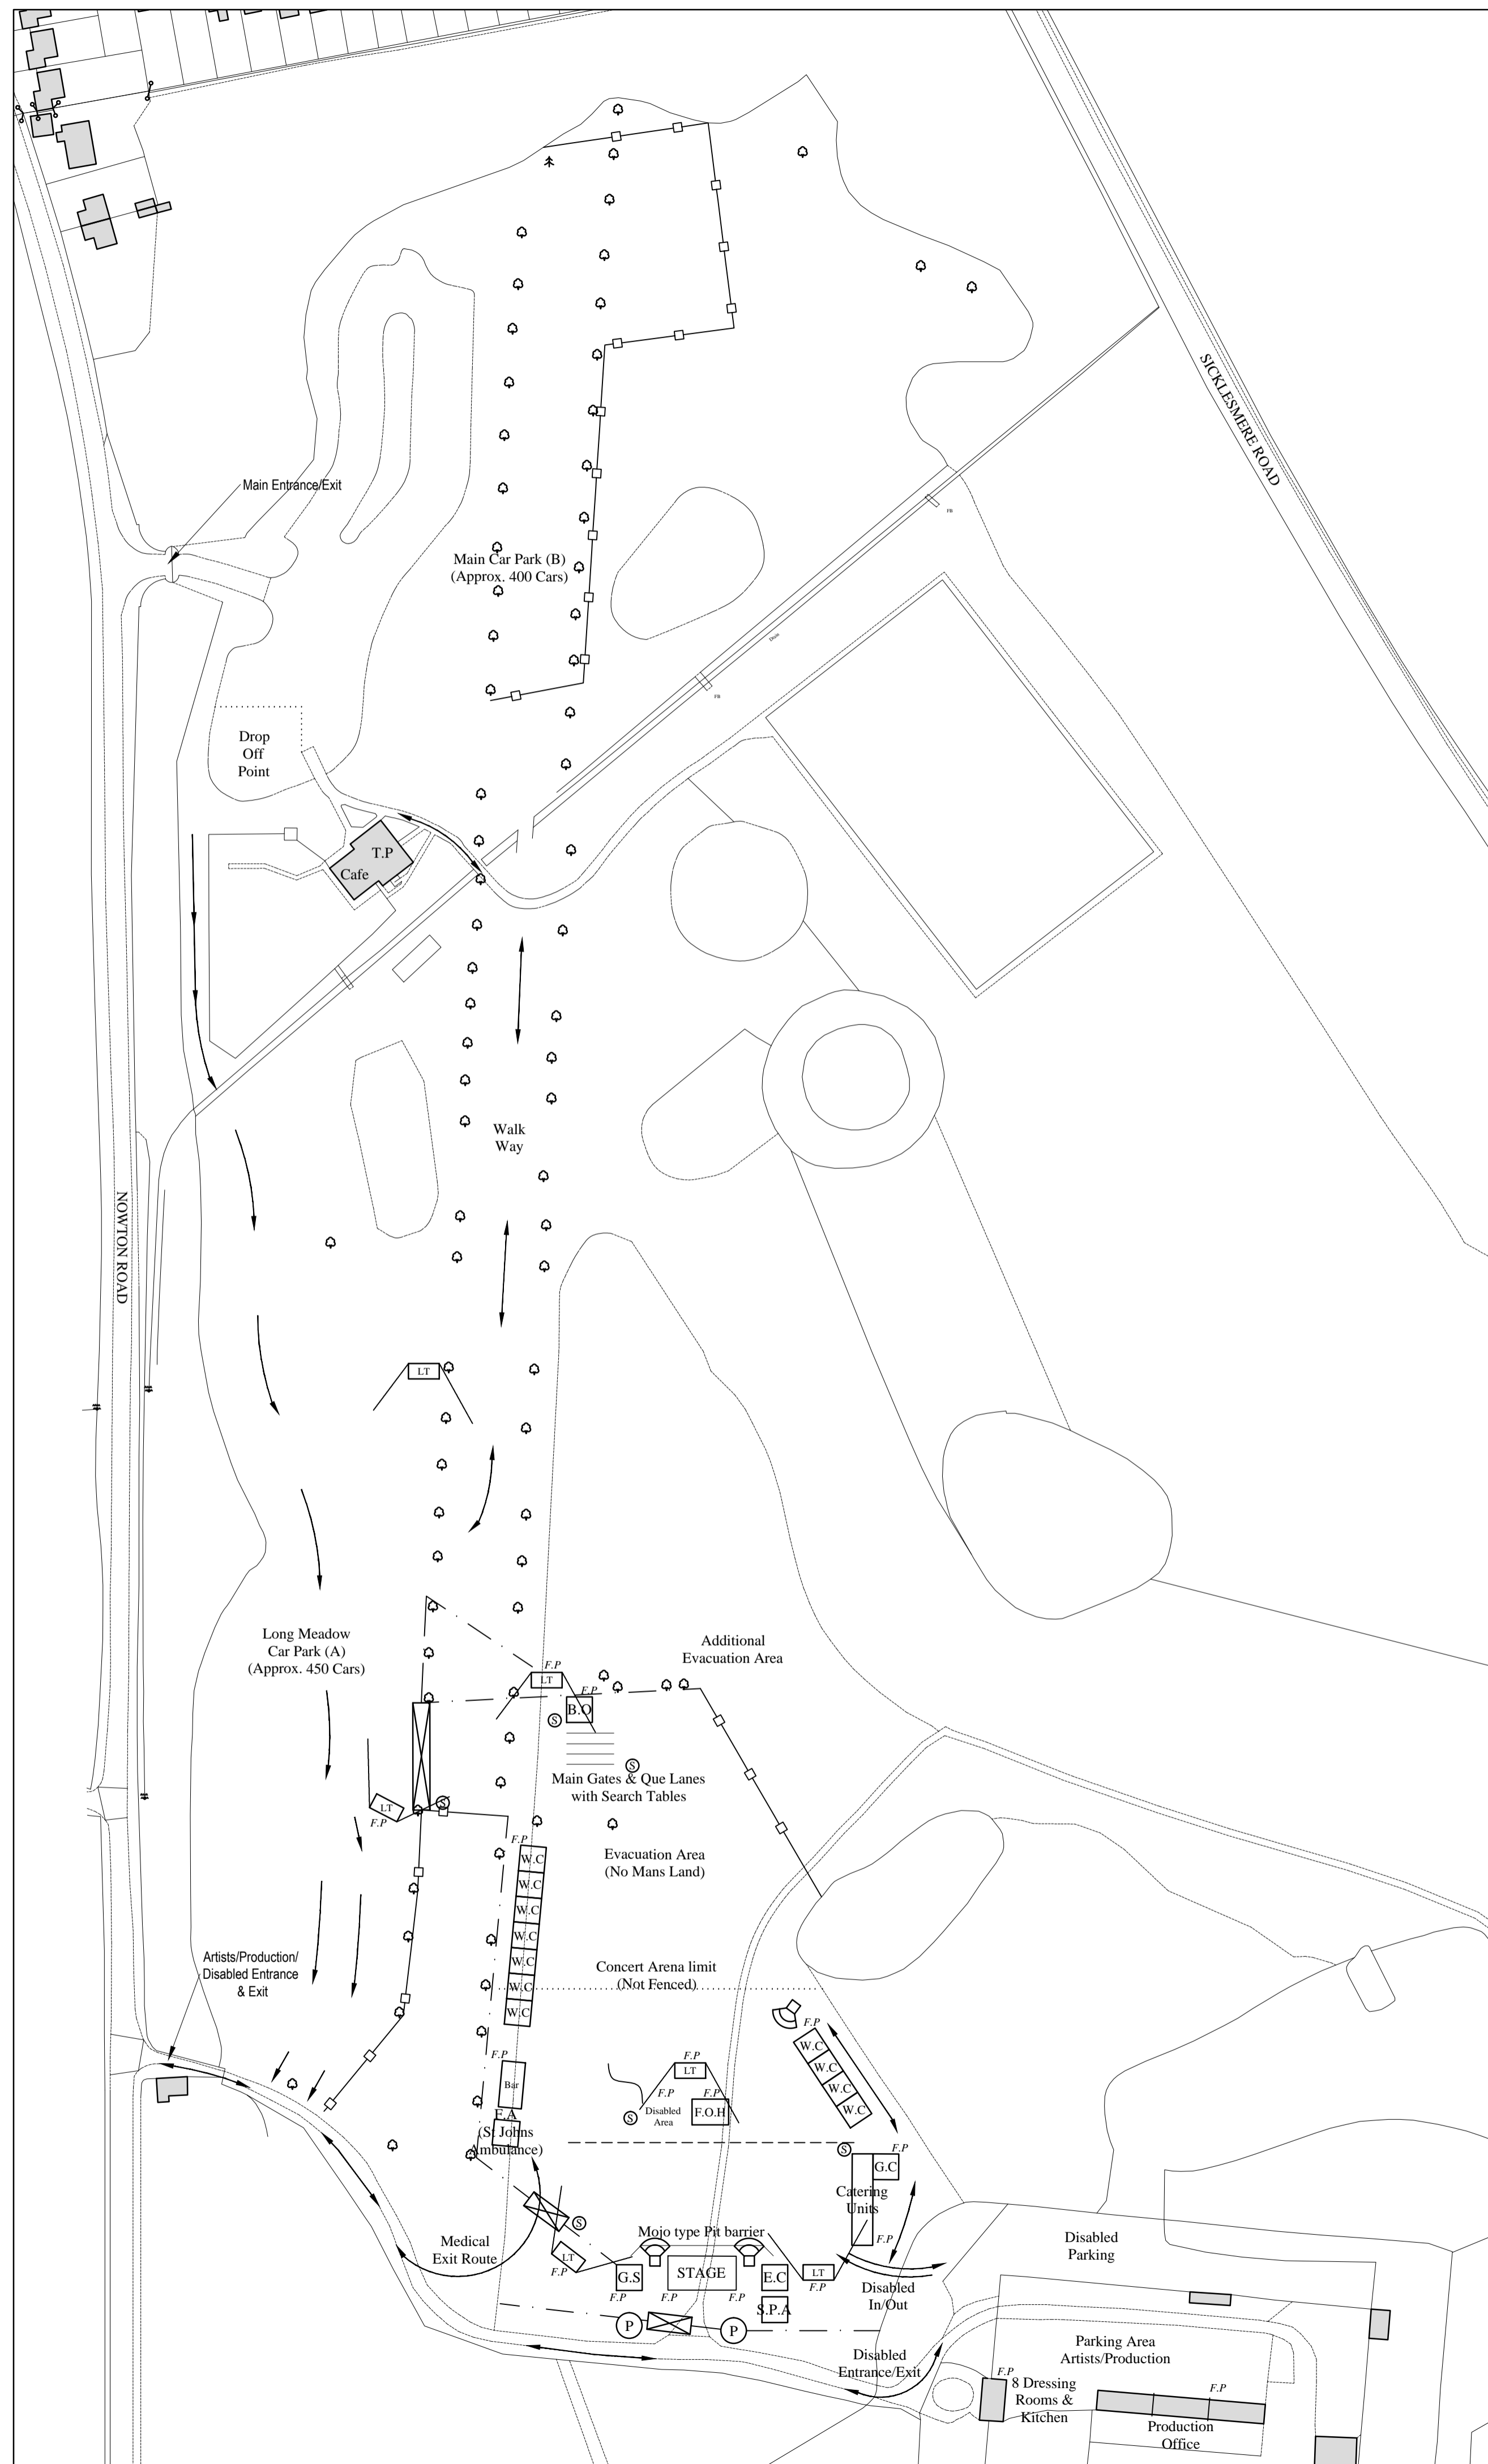 SICKLESMERE ROAD
Main Entrance/Exit
FB
Main Car Park (B)
(Approx. 400 Cars)
Drain
FB
Drop
Off
Point
T.P
Cafe
Walk
Way
NOWTON ROAD
LT
Long Meadow
Car Park (A)
(Approx. 450 Cars)
Additional
Evacuation Area
F.P
LT
F.P
B.O
S
S
Main Gates & Que Lanes
with Search Tables
LT
S
F.P
F.P
W.C
W.C
W.C
W.C
W.C
W.C
W.C
Evacuation Area
(No Mans Land)
Artists/Production/
Disabled Entrance
& Exit
Concert Arena limit
(Not Fenced)
F.P
W.C
W.C
W.C
W.C
F.P
Bar
F.A
(St Johns
Ambulance)
F.P
LT
F.P
F.P
S
Disabled
Area
F.O.H
S
F.P
G.C
Catering
Units
F.P
Medical
Exit Route
S
Mojo type Pit barrier
LT
F.P
G.S
F.P
STAGE
F.P
F.P
E.C
S.P.A
LT
F.P
Disabled
In/Out
Disabled
Parking
P
P
Disabled
Entrance/Exit
Parking Area
Artists/Production
F.P
8 Dressing
Rooms &
Kitchen
F.P
Production
Office